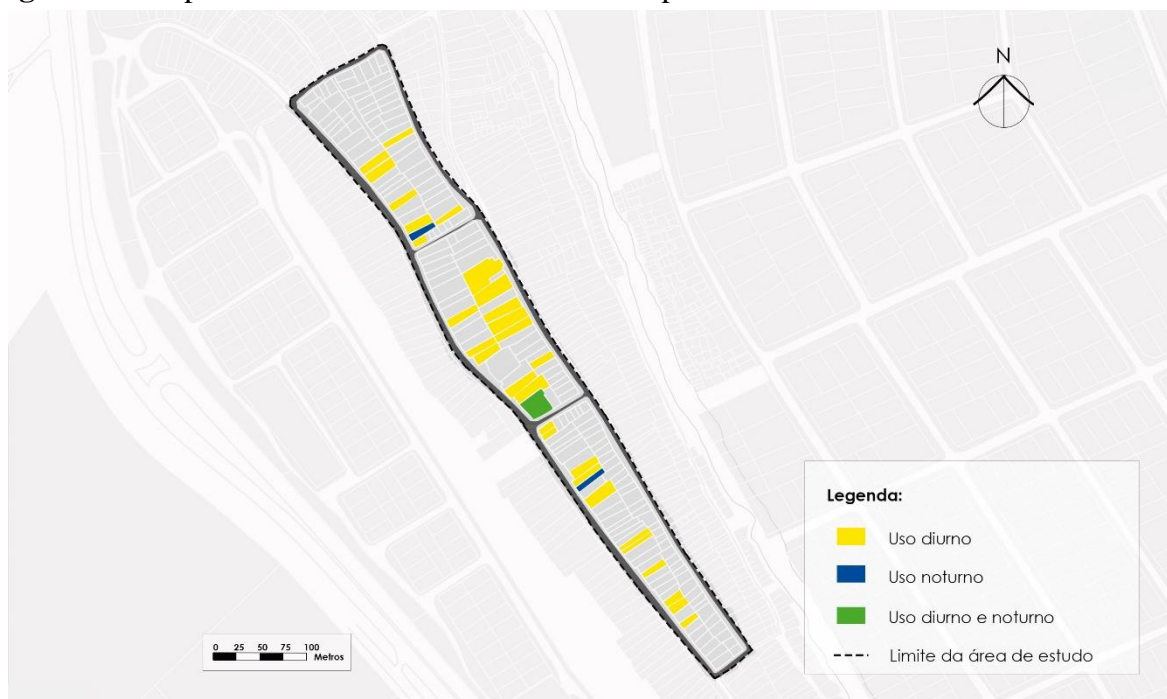 N
Legenda:
Uso diurno
Uso noturno
Uso diurno e noturno
Limite da área de estudo
0 25 50 75 100
Metros